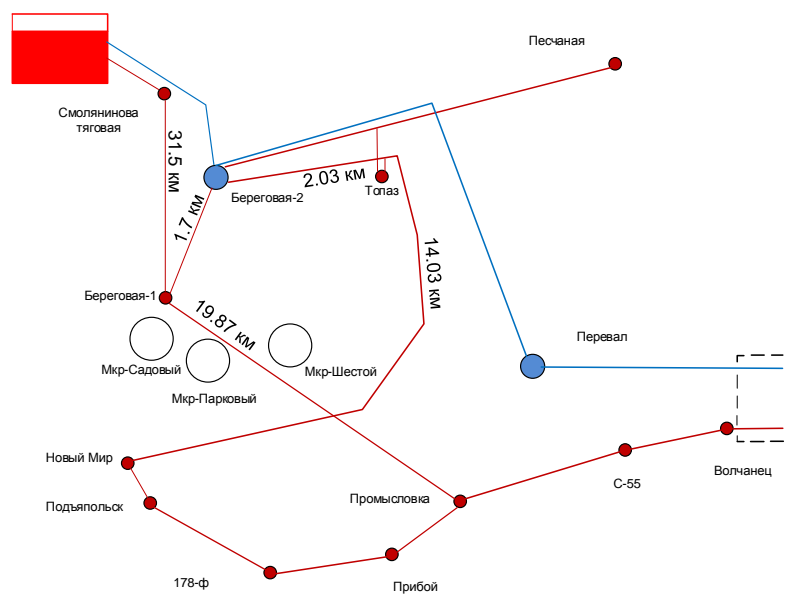 Песчаная
Смолянинова
тяговая
31.5 км
2.03 км
Топаз
Береговая-2
1.7 км
14.03 км
Береговая-1
19.87 км
Перевал
Мкр-Садовый
Мкр-Шестой
Мкр-Парковый
Новый Мир
Волчанец
С-55
Промысловка
Подъяпольск
178-ф
Прибой